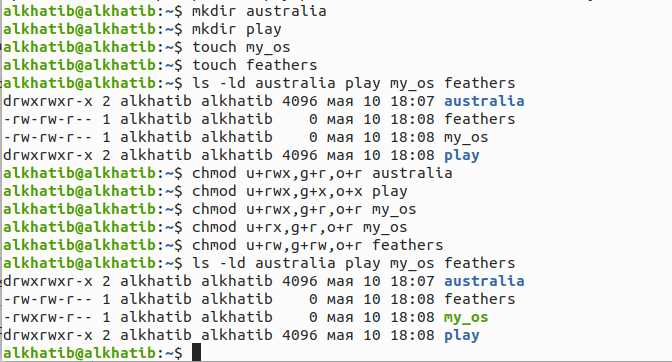 alkhatib@alkhatib:~$ mkdir australia
alkhatib@alkhatib:~$ mkdir play
alkhatib@alkhatib:~$ touch my_os
alkhatib@alkhatib:~$ touch feathers
alkhatib@alkhatib:~$ ls -ld australia play my_os feathers
drwxrwxr-x 2 alkhatib alkhatib 4096 мая 10 18:07 australia
-rw-rw-r-- 1 alkhatib alkhatib    0 мая 10 18:08 feathers
-rw-rw-r-- 1 alkhatib alkhatib    0 мая 10 18:08 my_os
drwxrwxr-x 2 alkhatib alkhatib 4096 мая 10 18:08 play
alkhatib@alkhatib:~$ chmod u+rwx,g+r,o+r australia
alkhatib@alkhatib:~$ chmod u+rwx,g+x,o+x play
alkhatib@alkhatib:~$ chmod u+rwx,g+r,o+r my_os
alkhatib@alkhatib:~$ chmod u+rx,g+r,o+r my_os
alkhatib@alkhatib:~$ chmod u+rw,g+rw,o+r feathers
alkhatib@alkhatib:~$ ls -ld australia play my_os feathers
drwxrwxr-x 2 alkhatib alkhatib 4096 мая 10 18:07 australia
-rw-rw-r-- 1 alkhatib alkhatib    0 мая 10 18:08 feathers
-rwxrw-r-- 1 alkhatib alkhatib    0 мая 10 18:08 my_os
drwxrwxr-x 2 alkhatib alkhatib 4096 мая 10 18:08 play
alkhatib@alkhatib:~$